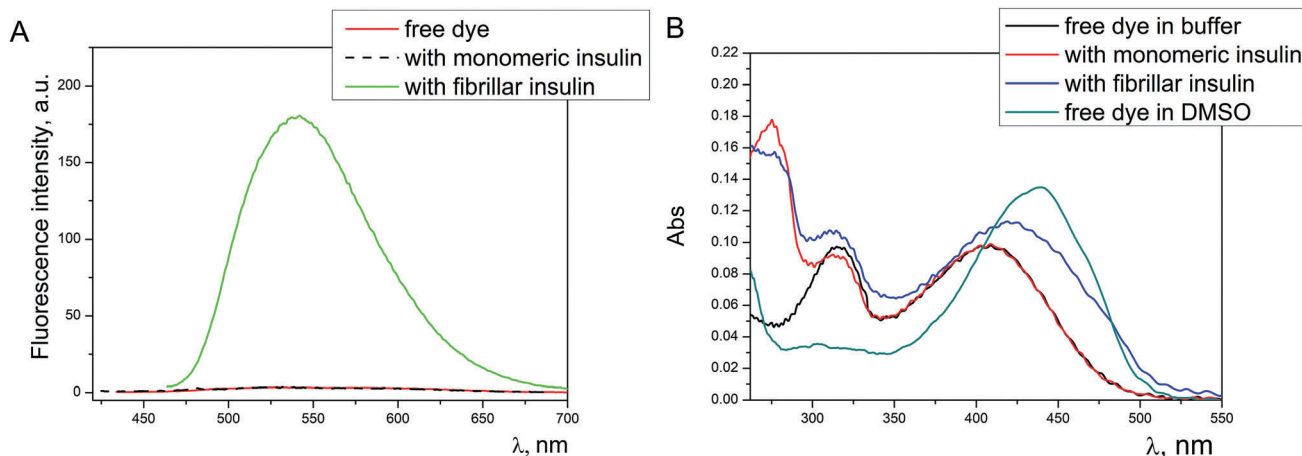 A
free dye
with monomeric insulin
with fibrillar insulin
Fluorescence intensity, a.u.
200
150
100
50
0
450 500 550 600 650 700
λ, nm
B
free dye in buffer
with monomeric insulin
with fibrillar insulin
free dye in DMSO
Abs
0.22
0.20
0.18
0.16
0.14
0.12
0.10
0.08
0.06
0.04
0.02
0.00
300 350 400 450 500 550
λ, nm